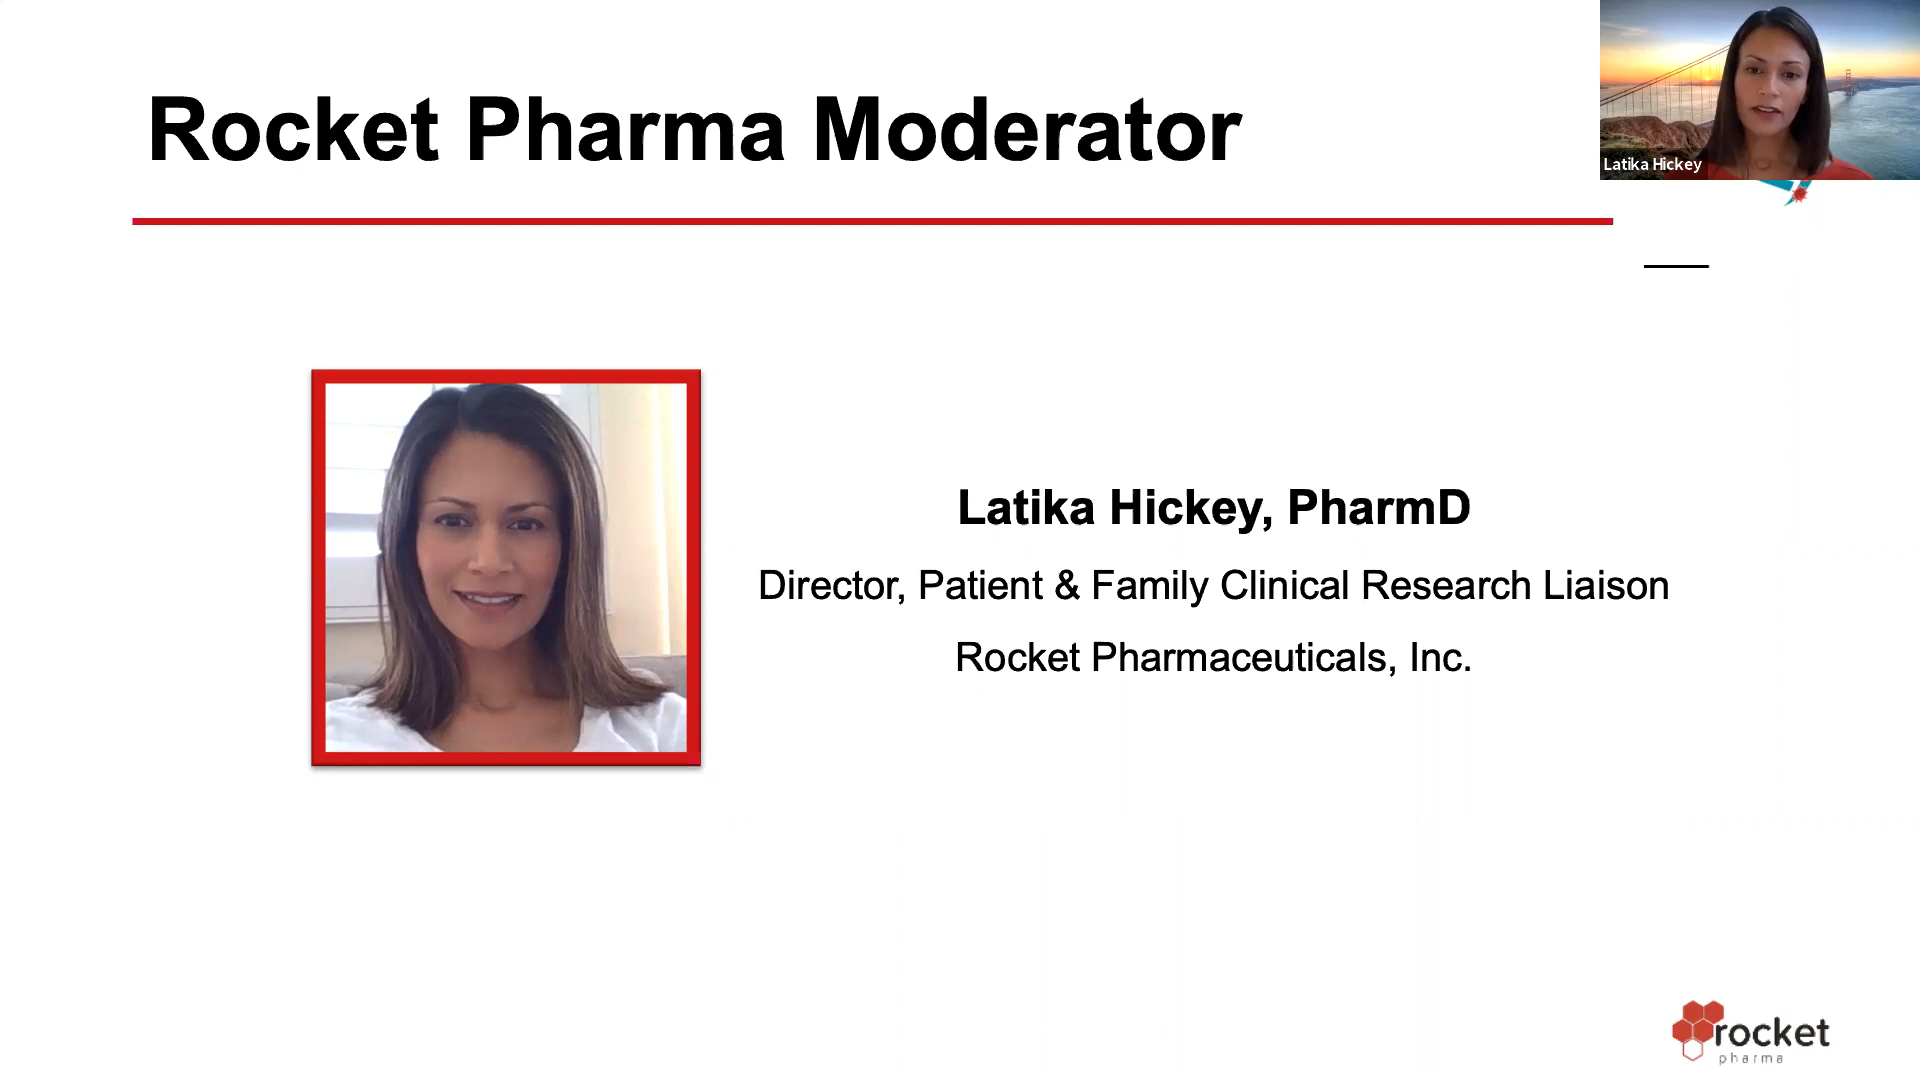 Rocket Pharma Moderator
Latika Hickey
Latika Hickey, PharmD
Director, Patient & Family Clinical Research Liaison
Rocket Pharmaceuticals, Inc.
rocket
pharma